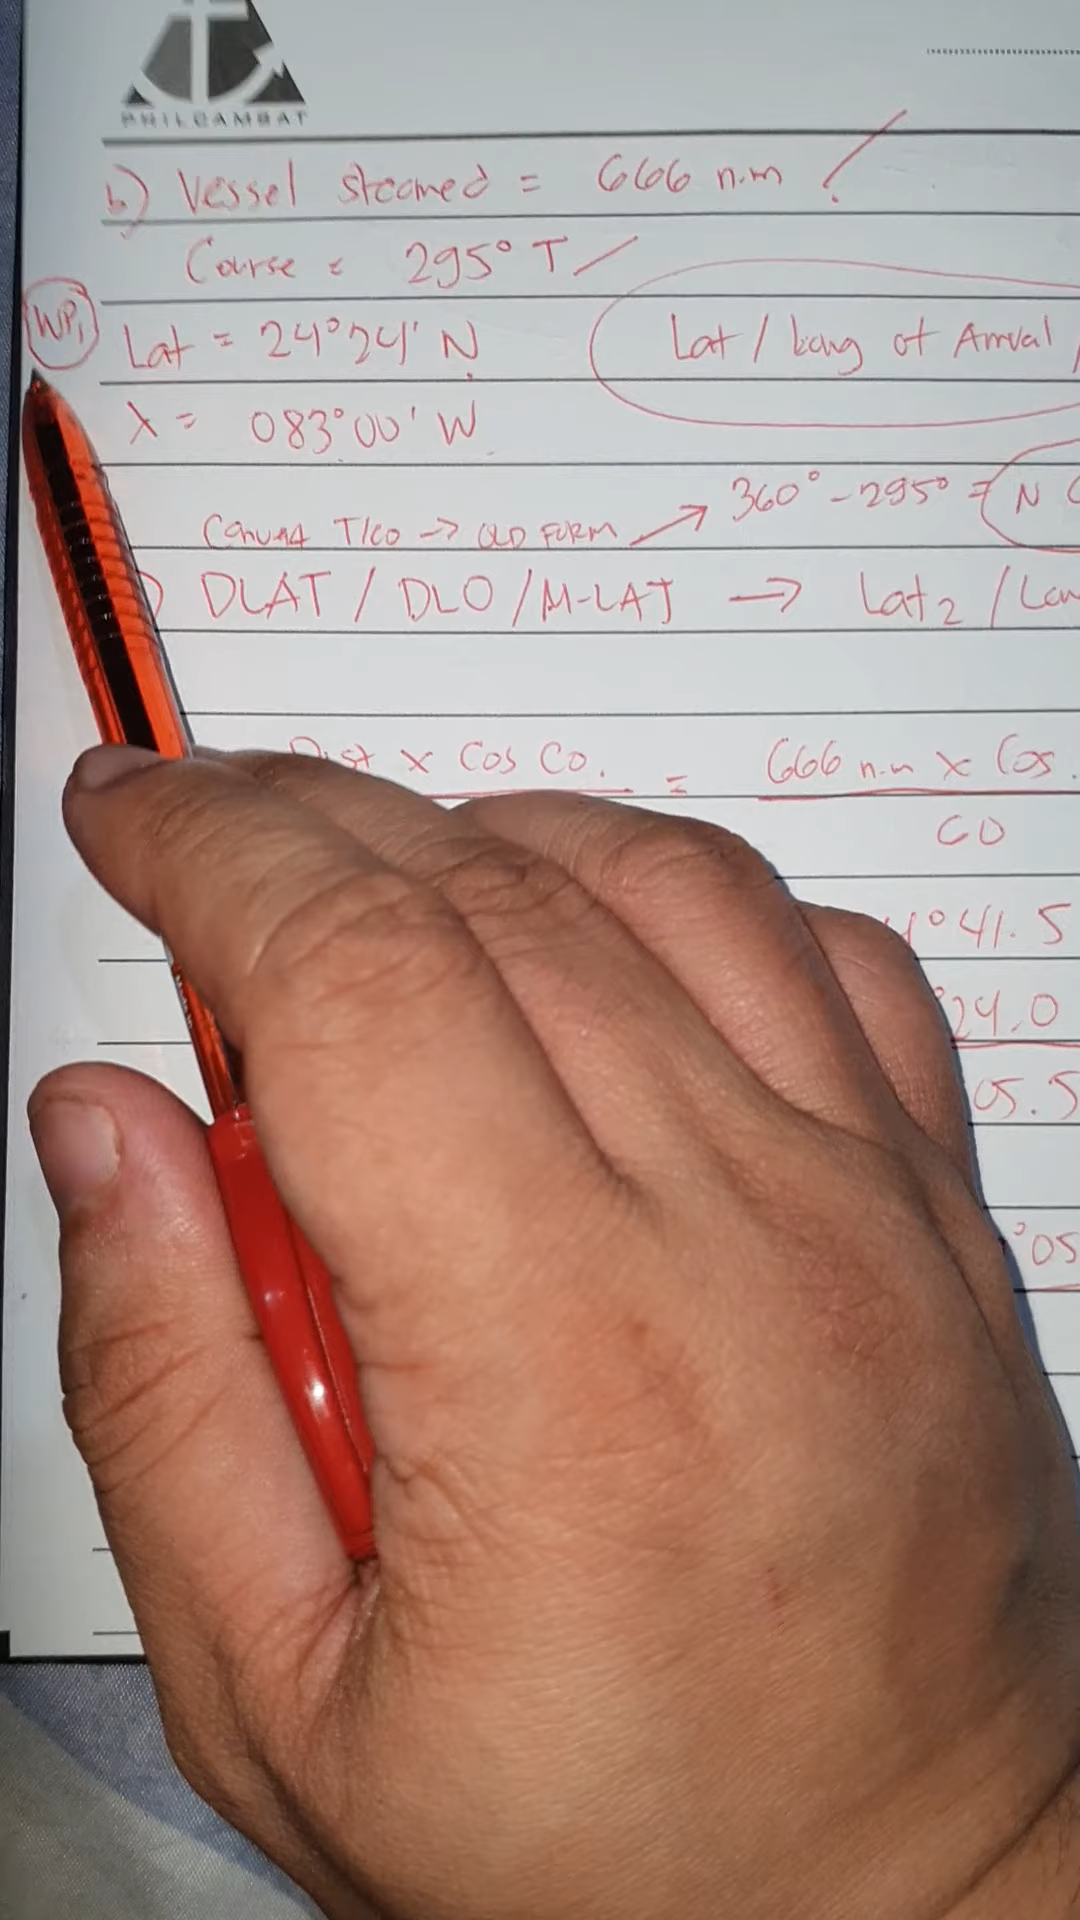 PHILCAMSAT
b) Vessel steamed = 666 n.m
Course = 295° T
WP1
Lat = 24°24' N
Lat / Long of Arrival
λ = 083°00' W
360° - 295° = N
Convert T/CO → OLD FORM
DLAT / DLO / M-LAT → Lat2 / Lon
Dist x Cos Co. = 666 n.m x Cos
60
° 41.5
24.0
05.5
°05